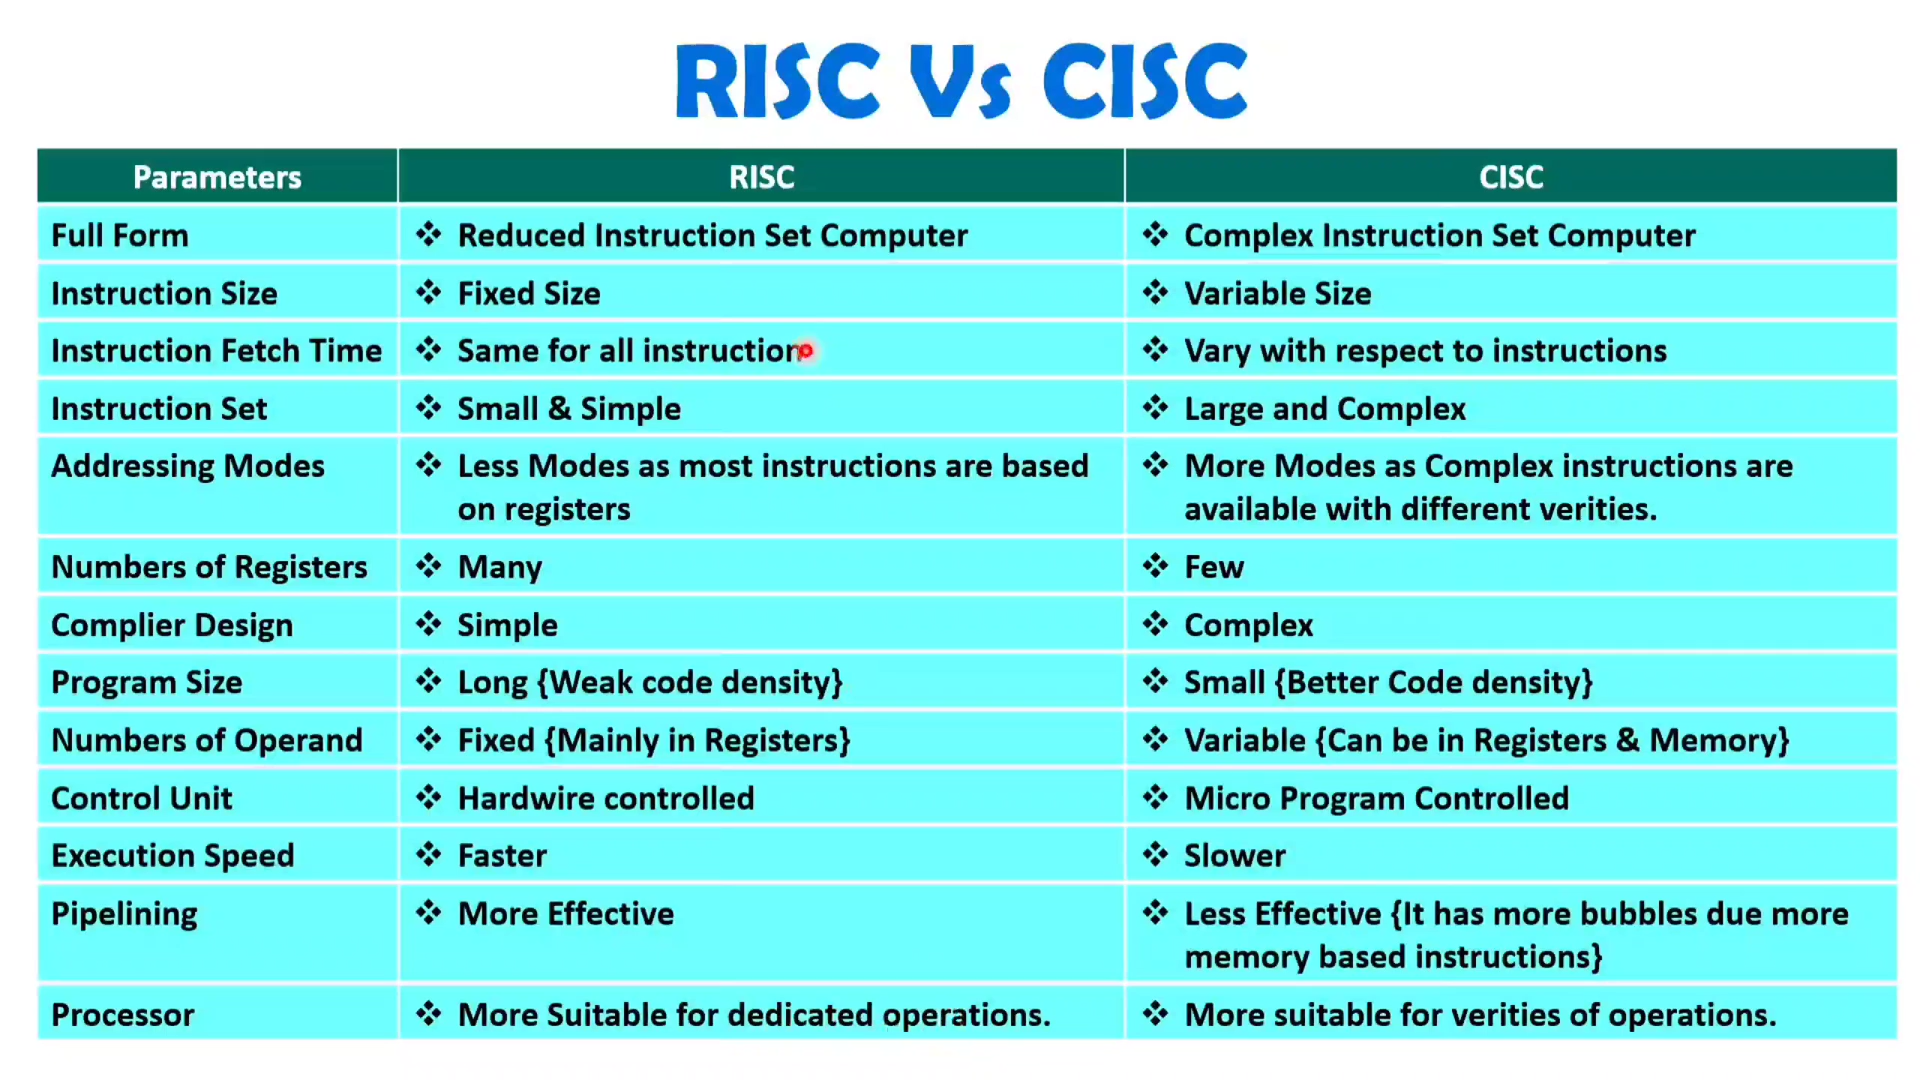 RISC Vs CISC
Parameters RISC CISC
Full Form ❖ Reduced Instruction Set Computer ❖ Complex Instruction Set Computer
Instruction Size ❖ Fixed Size ❖ Variable Size
Instruction Fetch Time ❖ Same for all instruction ❖ Vary with respect to instructions
Instruction Set ❖ Small & Simple ❖ Large and Complex
Addressing Modes ❖ Less Modes as most instructions are based
on registers
❖ More Modes as Complex instructions are
available with different verities.
Numbers of Registers ❖ Many ❖ Few
Complier Design ❖ Simple ❖ Complex
Program Size ❖ Long {Weak code density} ❖ Small {Better Code density}
Numbers of Operand ❖ Fixed {Mainly in Registers} ❖ Variable {Can be in Registers & Memory}
Control Unit ❖ Hardwire controlled ❖ Micro Program Controlled
Execution Speed ❖ Faster ❖ Slower
Pipelining ❖ More Effective ❖ Less Effective {It has more bubbles due more
memory based instructions}
Processor ❖ More Suitable for dedicated operations. ❖ More suitable for verities of operations.